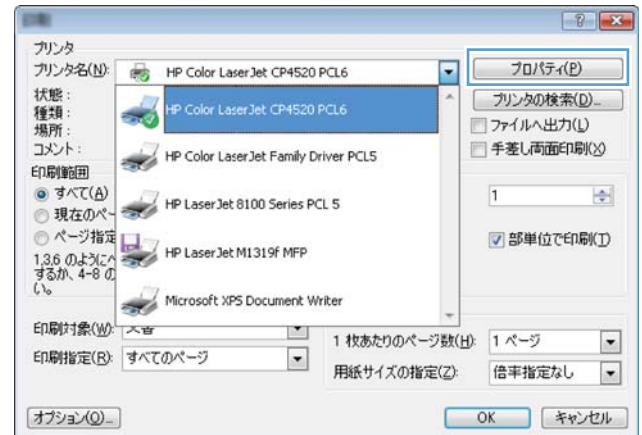 プリンタ
プリンタ名(N):
HP Color LaserJet CP4520 PCL6
プロパティ(P)
状態:
種類:
場所:
コメント:
HP Color LaserJet CP4520 PCL6
HP Color LaserJet Family Driver PCL5
HP LaserJet 8100 Series PCL 5
HP LaserJet M1319f MFP
Microsoft XPS Document Writer
プリンタの検索(D)...
ファイルへ出力(L)
手差し両面印刷(X)
印刷範囲
すべて(A)
現在のペー
ページ指定
1,3,6 のように
するか、4-8 の
い。
1
部単位で印刷(T)
印刷対象(W):
印刷指定(R):
すべてのページ
1 枚あたりのページ数(H):
1 ページ
用紙サイズの指定(Z):
倍率指定なし
オプション(O)...
OK
キャンセル